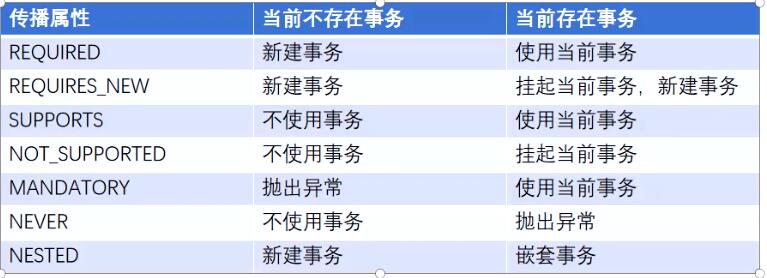 传播属性 当前不存在事务 当前存在事务
REQUIRED 新建事务 使用当前事务
REQUIRES_NEW 新建事务 挂起当前事务，新建事务
SUPPORTS 不使用事务 使用当前事务
NOT_SUPPORTED 不使用事务 挂起当前事务
MANDATORY 抛出异常 使用当前事务
NEVER 不使用事务 抛出异常
NESTED 新建事务 嵌套事务